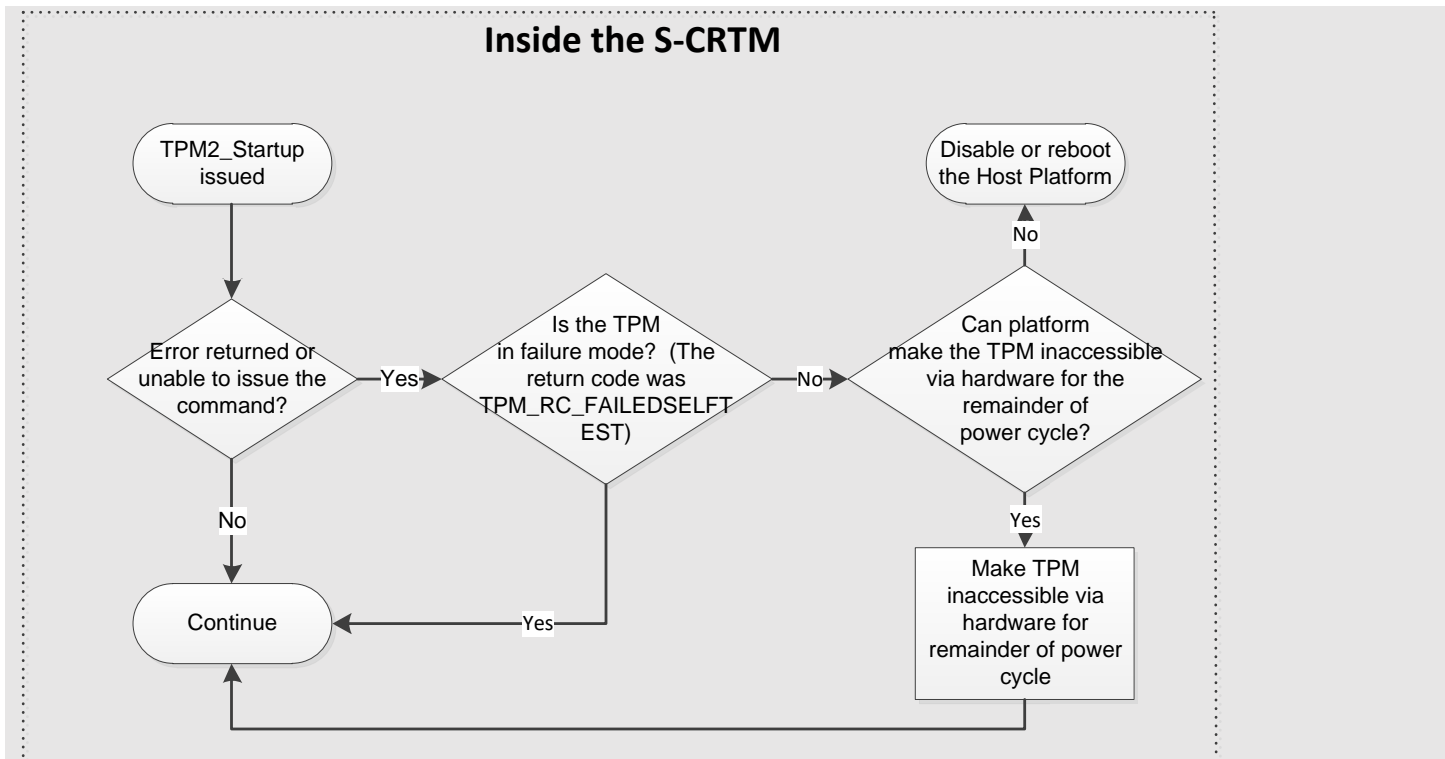 Inside the S-CRTM
TPM2_Startup
issued
Disable or reboot
the Host Platform
No
Error returned or
unable to issue the
command?
Yes
Is the TPM
in failure mode?  (The
return code was
TPM_RC_FAILEDSELFT
EST)
No
Can platform
make the TPM inaccessible
via hardware for the
remainder of
power cycle?
No
Yes
Continue
Yes
Make TPM
inaccessible via
hardware for
remainder of power
cycle